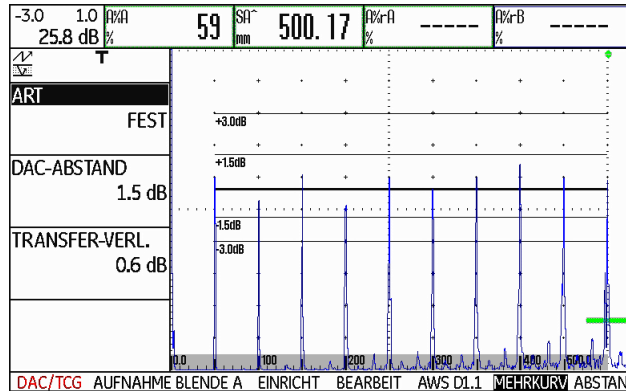 -3.0 1.0
25.8 dB
A%A
%
59
SA^
mm
500.17
A%rA
%
-----
A%rB
%
-----
T
ART
FEST
DAC-ABSTAND
1.5 dB
TRANSFER-VERL.
0.6 dB
+3.0dB
+1.5dB
-1.5dB
-3.0dB
0.0 100 200 300 400 500.0
DAC/TCG AUFNAHME BLENDE A EINRICHT BEARBEIT AWS D1.1 MEHRKURV ABSTAN